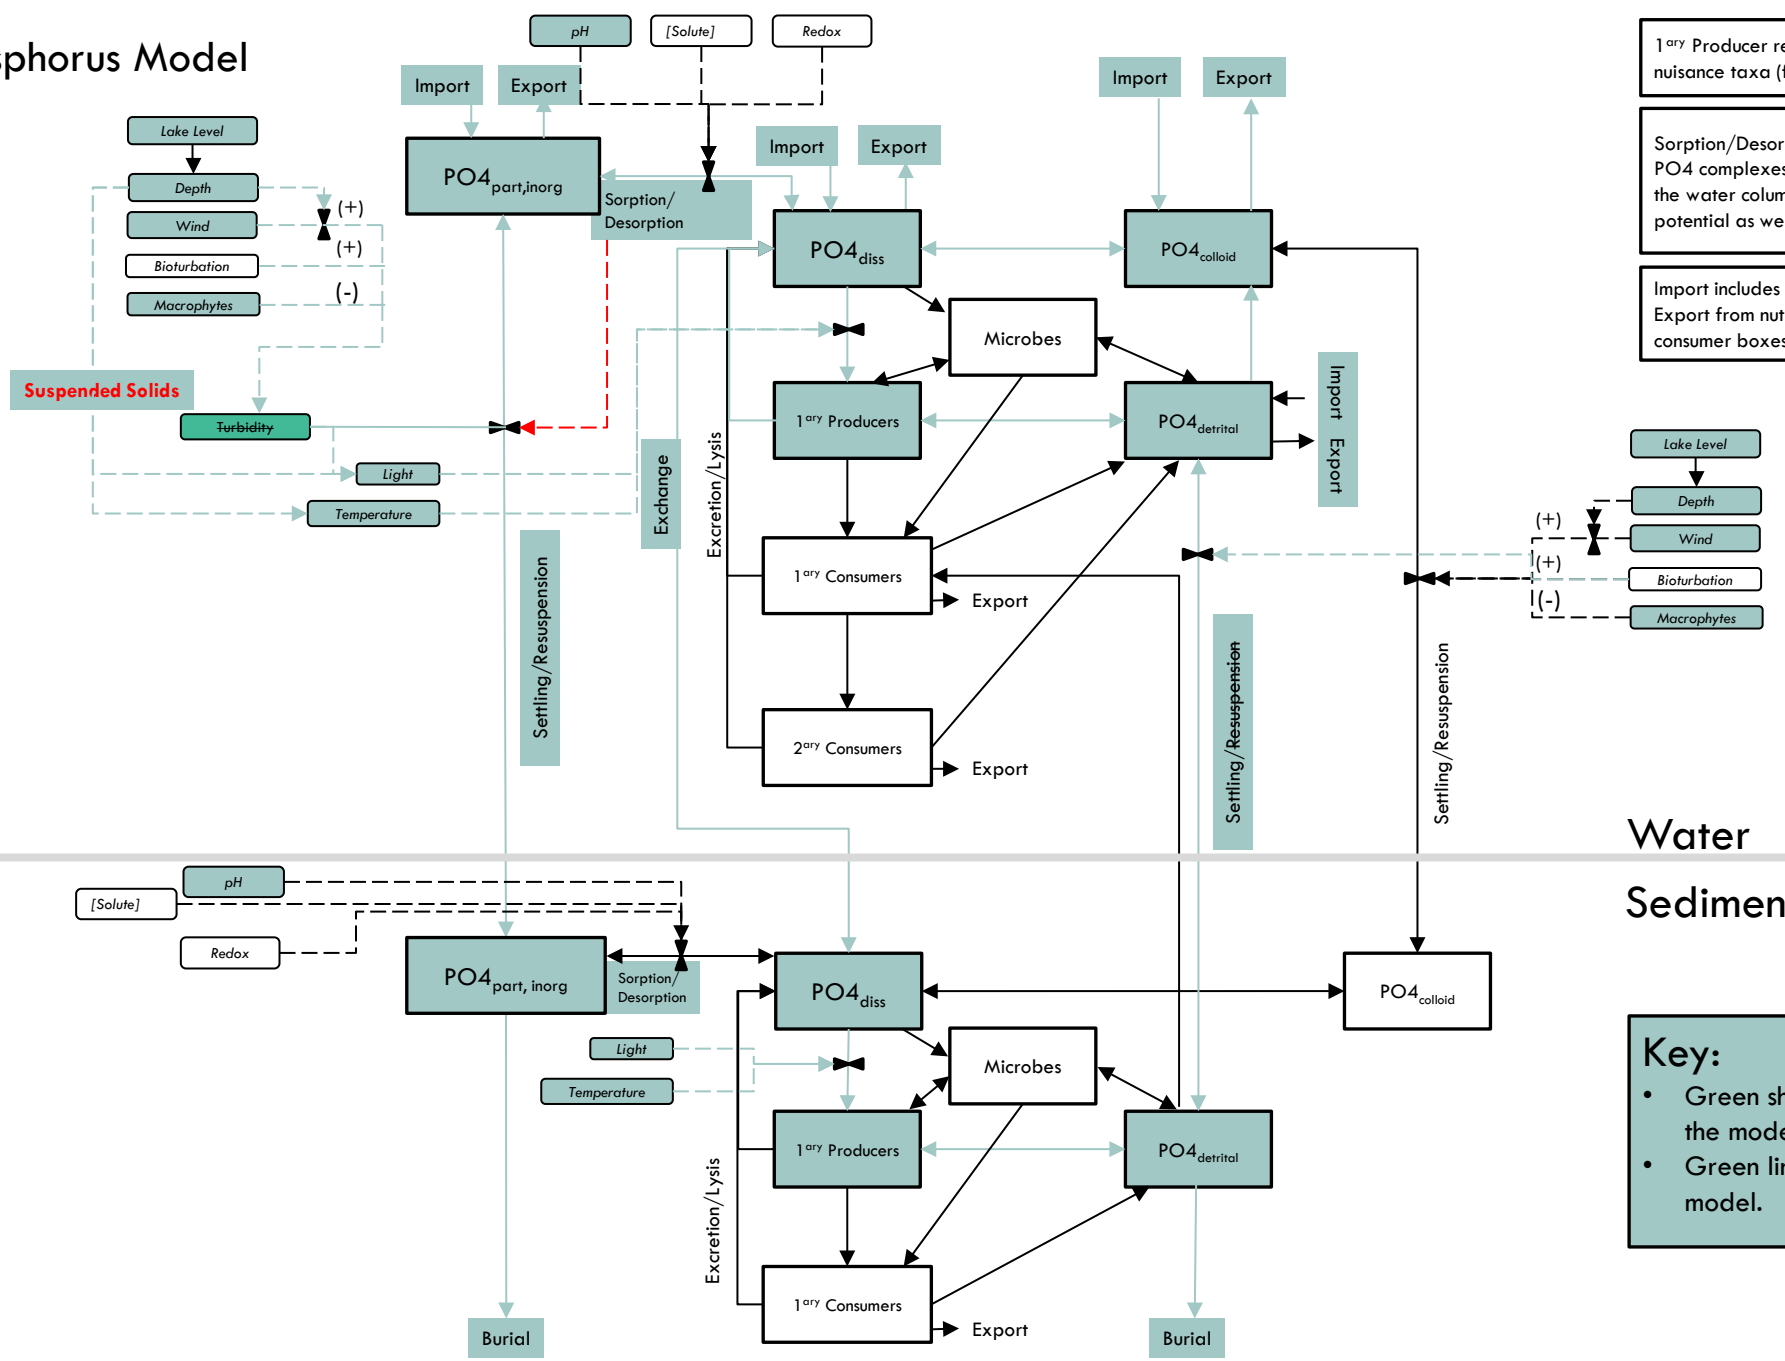 sphorus Model
pH
[Solute]
Redox
Import
Export
Import
Export
Import
Export
1ary Producer re
nuisance taxa (f
Sorption/Desor
PO4 complexes
the water colum
potential as we
Import includes
Export from nut
consumer boxes
Lake Level
Depth
Wind
Bioturbation
Macrophytes
(+)
(+)
(-)
PO4part,inorg
Sorption/
Desorption
PO4diss
PO4colloid
Microbes
Suspended Solids
Turbidity
Light
Temperature
1ary Producers
PO4detrital
Import
Export
Exchange
Excretion/Lysis
Lake Level
Depth
Wind
Bioturbation
Macrophytes
(+)
(+)
(-)
1ary Consumers
Export
Settling/Resuspension
2ary Consumers
Export
Settling/Resuspension
Settling/Resuspension
Water
Sedimen
pH
[Solute]
Redox
PO4part, inorg
Sorption/
Desorption
PO4diss
PO4colloid
Light
Temperature
Microbes
1ary Producers
PO4detrital
Excretion/Lysis
1ary Consumers
Export
Burial
Burial
Key:
• Green sh
the mode
• Green lin
model.